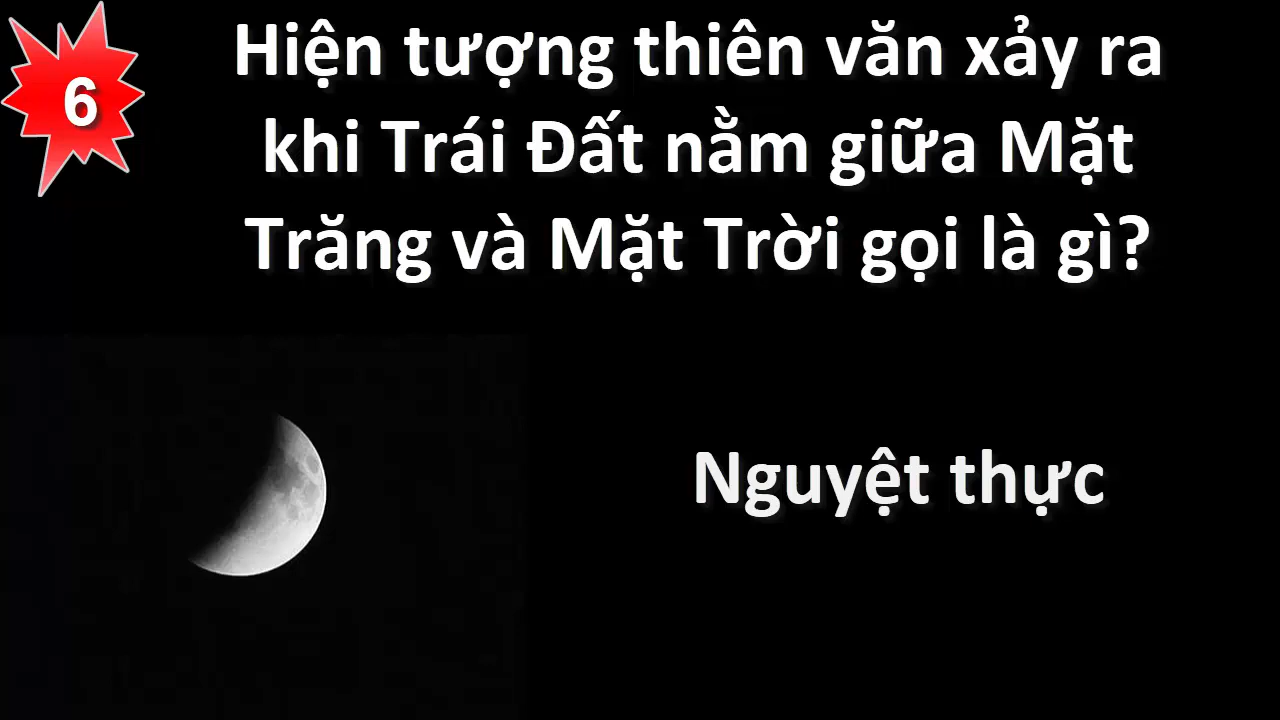 6
Hiện tượng thiên văn xảy ra
khi Trái Đất nằm giữa Mặt
Trăng và Mặt Trời gọi là gì?
Nguyệt thực